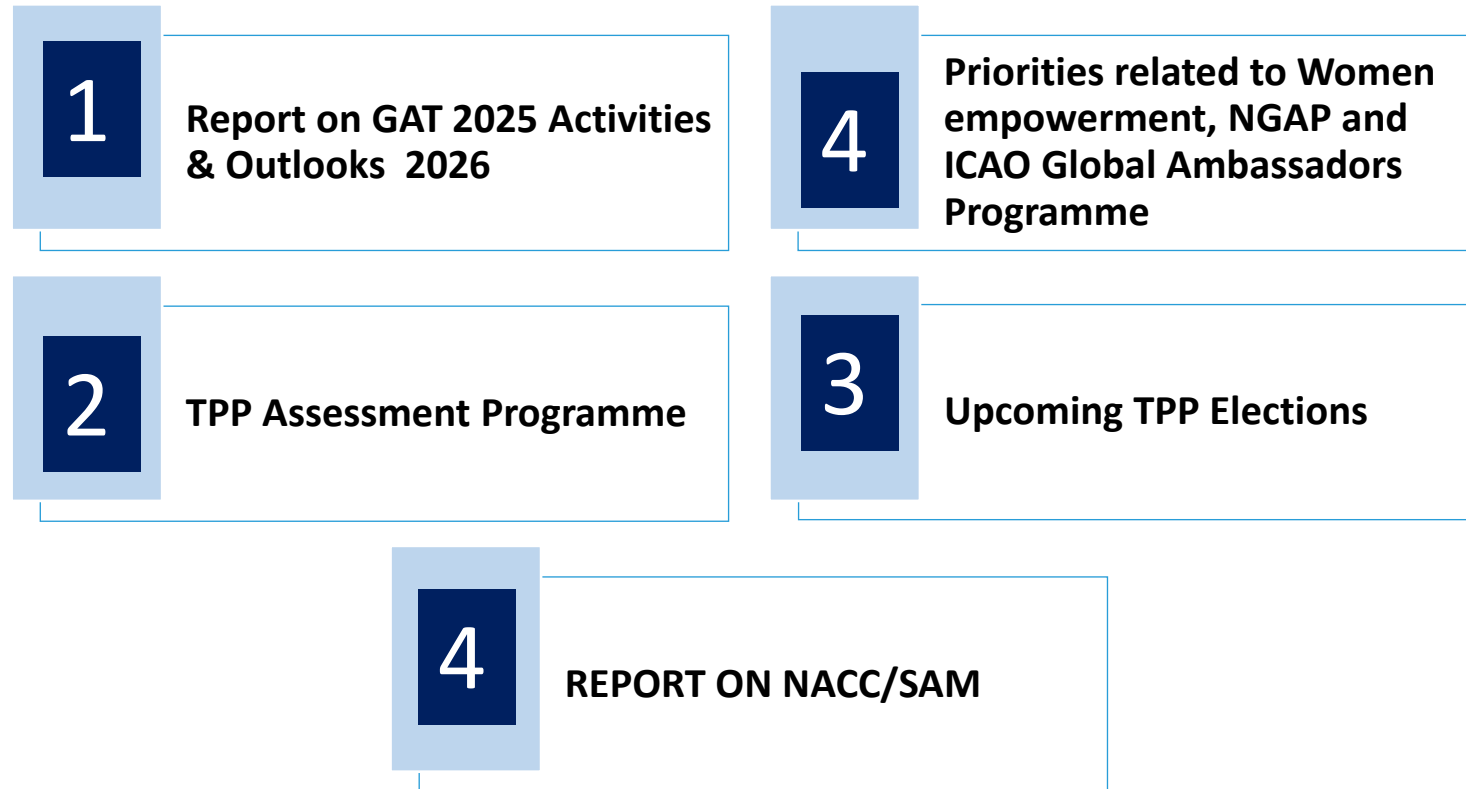 1
Report on GAT 2025 Activities
& Outlooks 2026
4
Priorities related to Women
empowerment, NGAP and
ICAO Global Ambassadors
Programme
2
TPP Assessment Programme
3
Upcoming TPP Elections
4
REPORT ON NACC/SAM